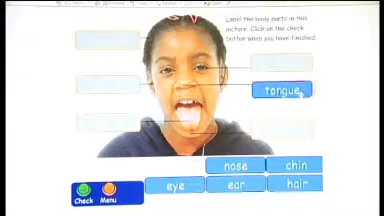 Label the body parts in this
picture. Click on the check
button when you have finished.
tongue
nose
chin
Check
Menu
eye
ear
hair